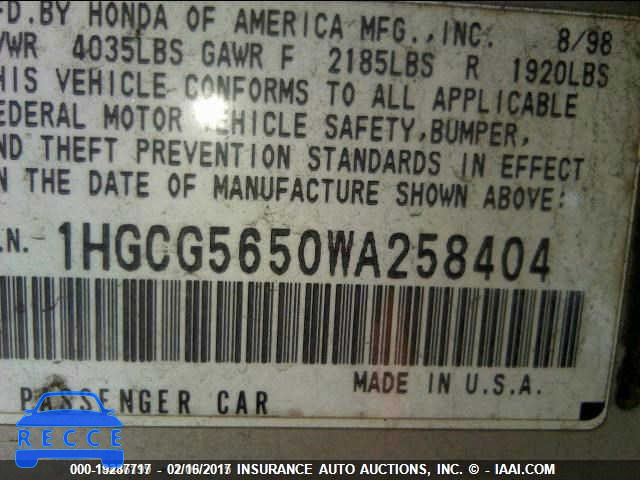 D.BY HONDA OF AMERICA MFG.,INC. 8/98
VWR 4035LBS GAWR F 2185LBS R 1920LBS
HIS VEHICLE CONFORMS TO ALL APPLICABLE
EDERAL MOTOR VEHICLE SAFETY,BUMPER,
ND THEFT PREVENTION STANDARDS IN EFFECT
N THE DATE OF MANUFACTURE SHOWN ABOVE:
.N. 1HGCG5650WA258404
PASSENGER CAR MADE IN U.S.A.
RECCE
000-19287717 - 02/16/2017 INSURANCE AUTO AUCTIONS, INC. - © IAAI.COM